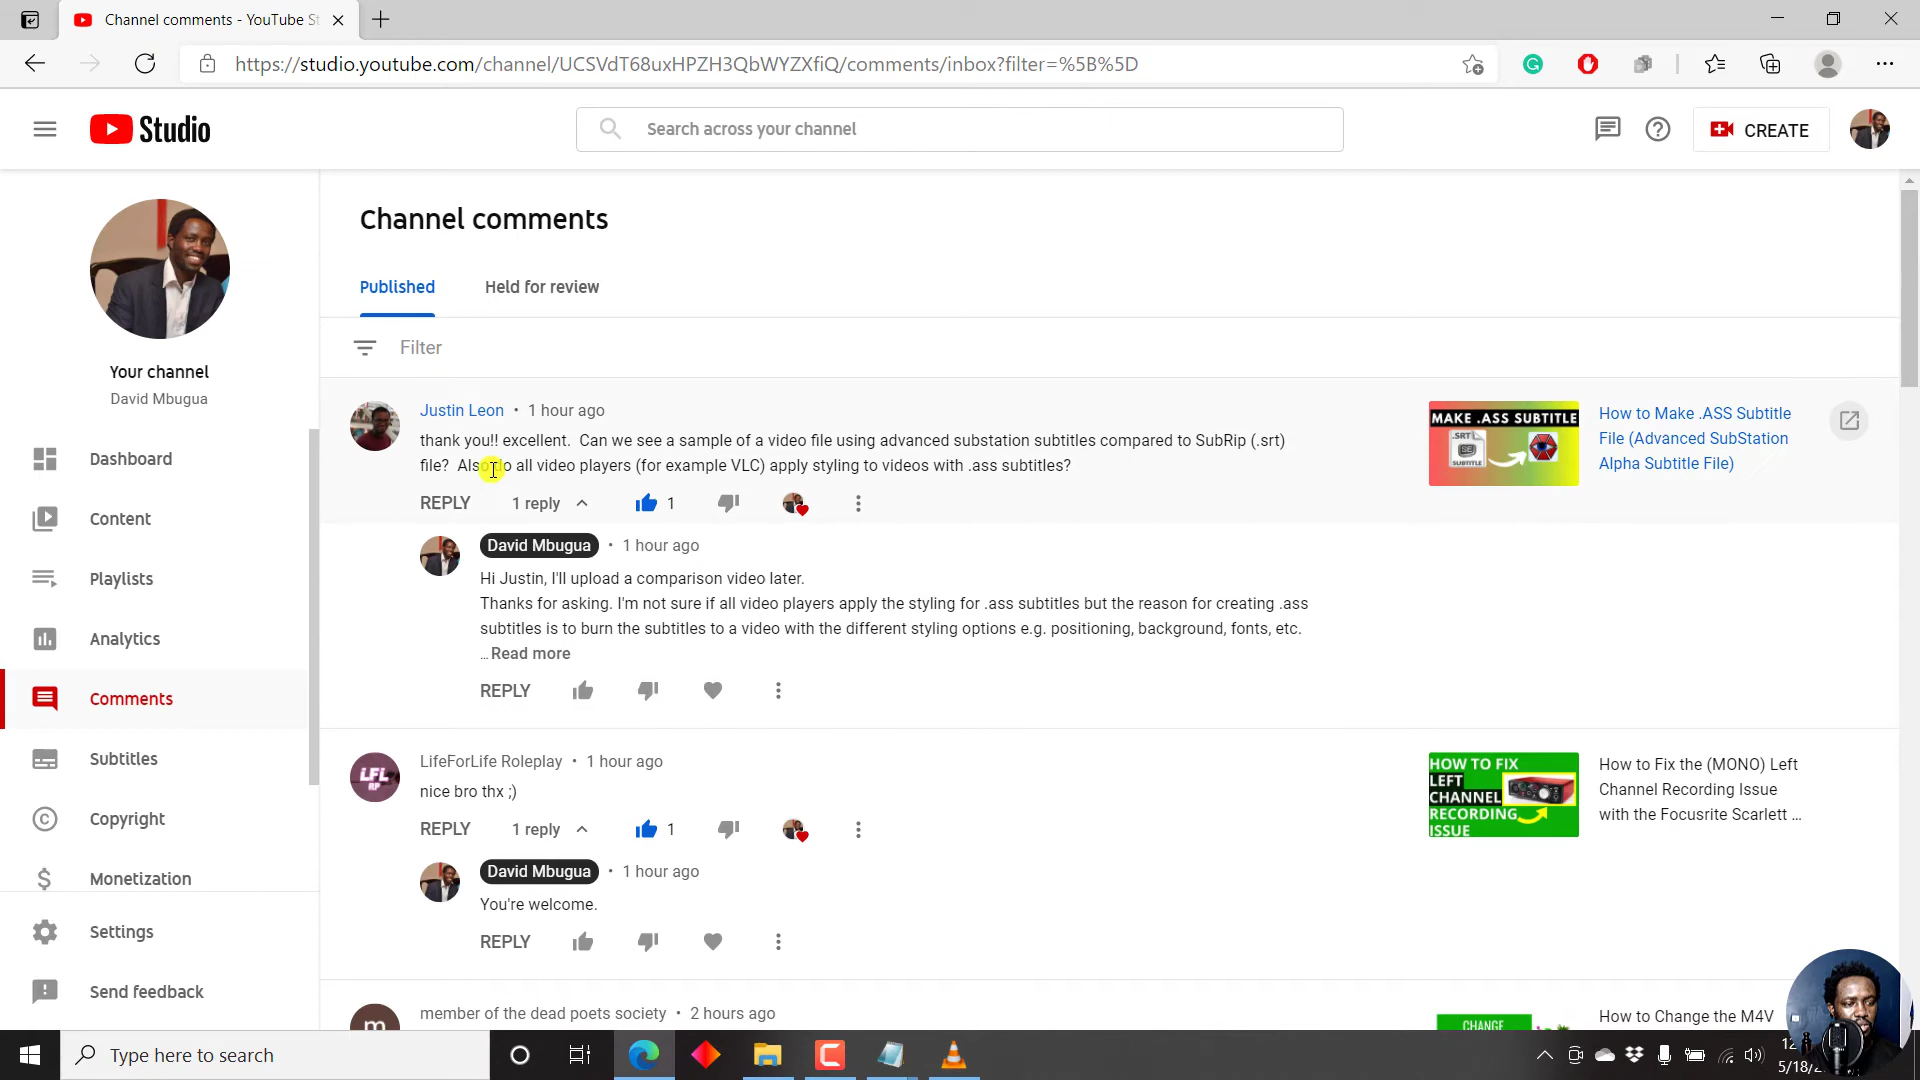 Channel comments - YouTube St
https://studio.youtube.com/channel/UCSVdT68uxHPZH3QbWYZXfiQ/comments/inbox?filter=%5B%5D
Studio
Search across your channel
CREATE
Your channel
David Mbugua
Dashboard
Content
Playlists
Analytics
Comments
Subtitles
Copyright
Monetization
Settings
Send feedback
Channel comments
Published
Held for review
Filter
Justin Leon • 1 hour ago
thank you!! excellent. Can we see a sample of a video file using advanced substation subtitles compared to SubRip (.srt)
file? Also do all video players (for example VLC) apply styling to videos with .ass subtitles?
REPLY 1 reply 1
MAKE .ASS SUBTITLE
.SRT
SE
SUBTITLE
How to Make .ASS Subtitle
File (Advanced SubStation
Alpha Subtitle File)
David Mbugua • 1 hour ago
Hi Justin, I'll upload a comparison video later.
Thanks for asking. I'm not sure if all video players apply the styling for .ass subtitles but the reason for creating .ass
subtitles is to burn the subtitles to a video with the different styling options e.g. positioning, background, fonts, etc.
...Read more
REPLY
LFL
RP
LifeForLife Roleplay • 1 hour ago
nice bro thx ;)
REPLY 1 reply 1
HOW TO FIX
LEFT
CHANNEL
RECORDING
ISSUE
How to Fix the (MONO) Left
Channel Recording Issue
with the Focusrite Scarlett ...
David Mbugua • 1 hour ago
You're welcome.
REPLY
m
member of the dead poets society • 2 hours ago
CHANGE
How to Change the M4V
Type here to search
12
5/18/2